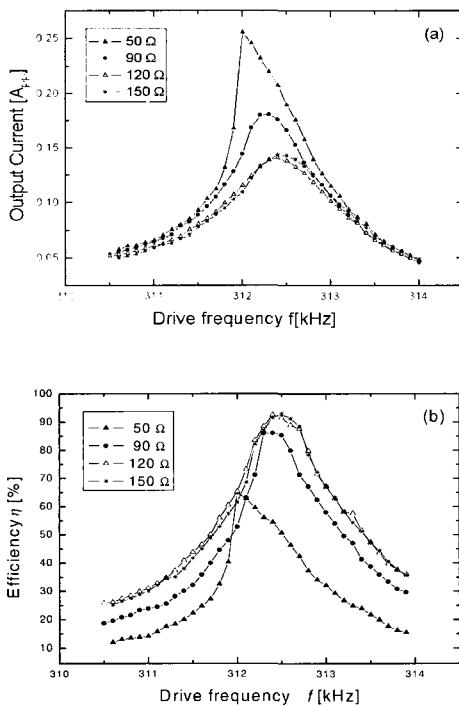 (a)
50 Ω
90 Ω
120 Ω
150 Ω
Output Current [A
0.25
0.20
0.15
0.10
0.05
311
312
313
314
Drive frequency f[kHz]
(b)
50 Ω
90 Ω
120 Ω
150 Ω
Efficiency η [%]
100
90
80
70
60
50
40
30
20
10
310
311
312
313
314
Drive frequency f [kHz]